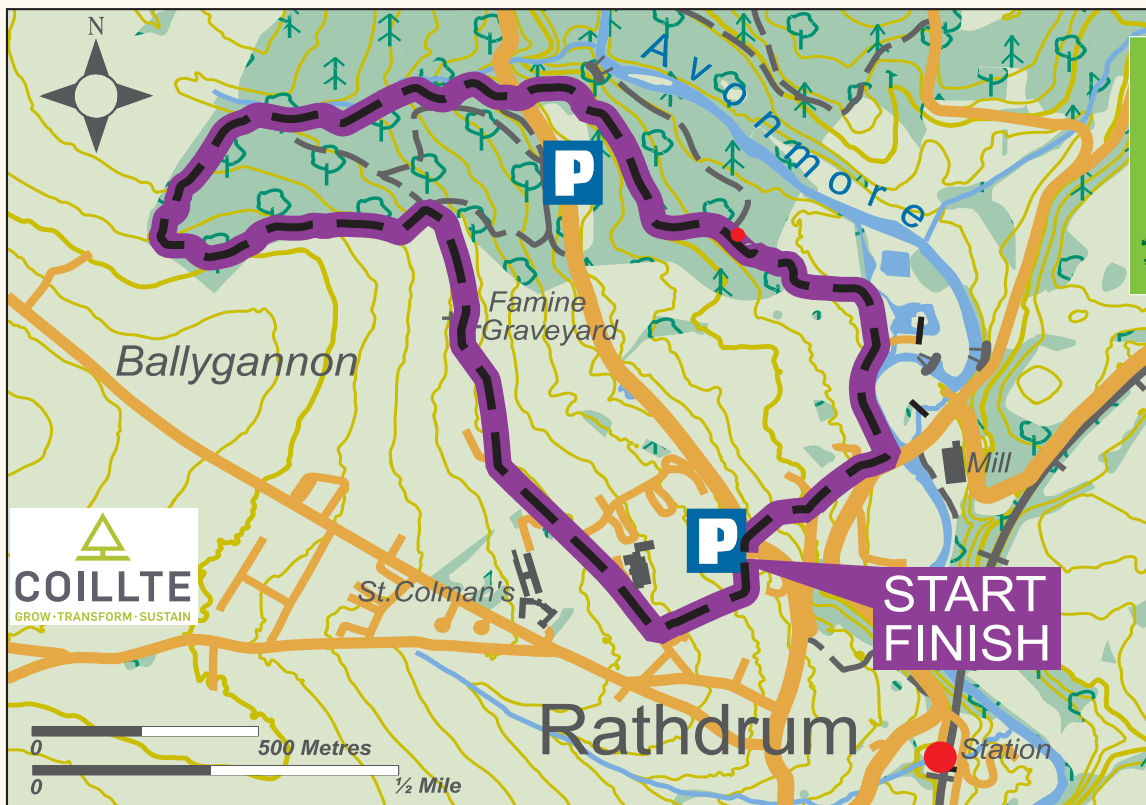 N
Avonmore
P
Famine
Graveyard
Ballygannon
Mill
P
COILLTE
GROW·TRANSFORM·SUSTAIN
St.Colman's
START
FINISH
Rathdrum
Station
0 500 Metres
0 ½ Mile